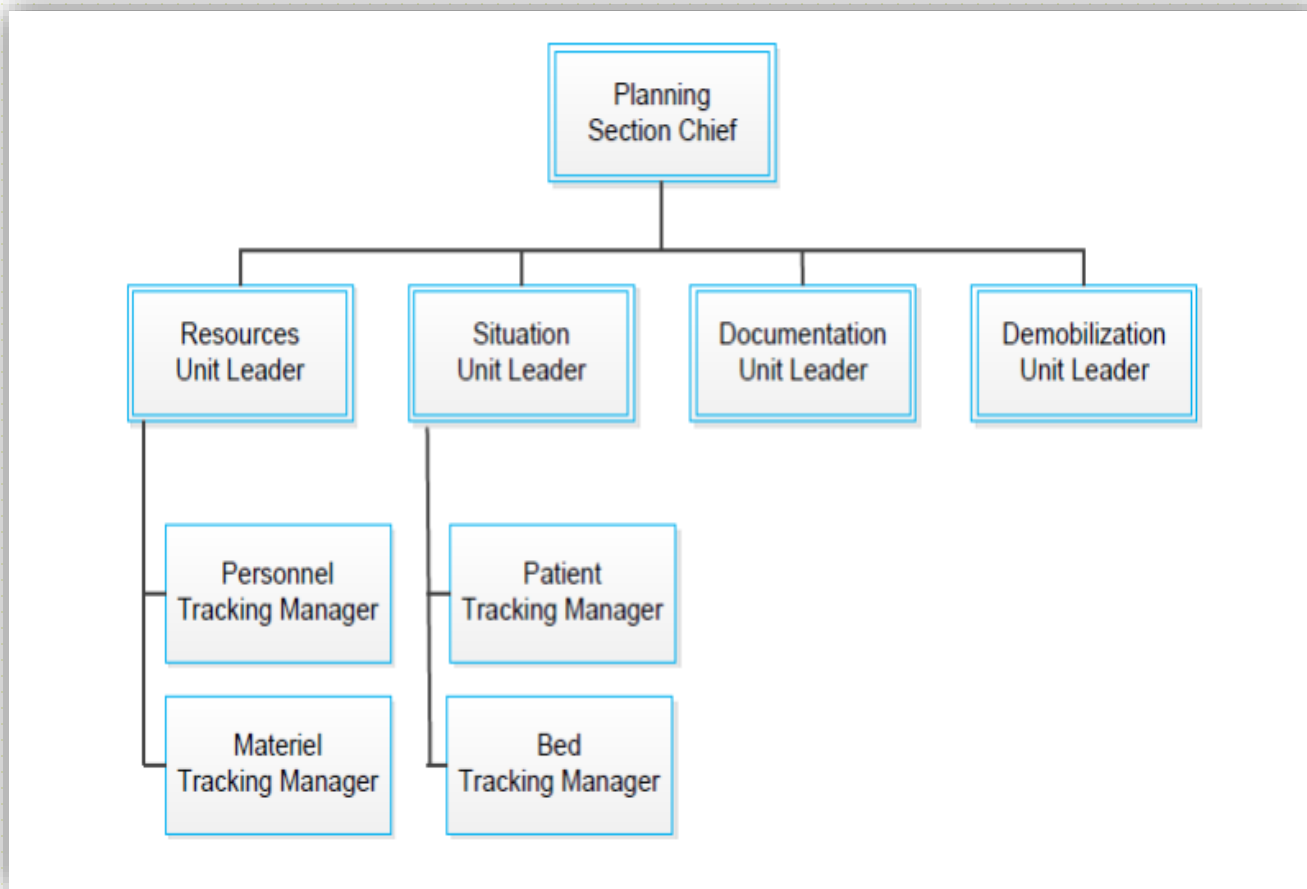 Planning
Section Chief
Resources
Unit Leader
Situation
Unit Leader
Documentation
Unit Leader
Demobilization
Unit Leader
Personnel
Tracking Manager
Patient
Tracking Manager
Materiel
Tracking Manager
Bed
Tracking Manager